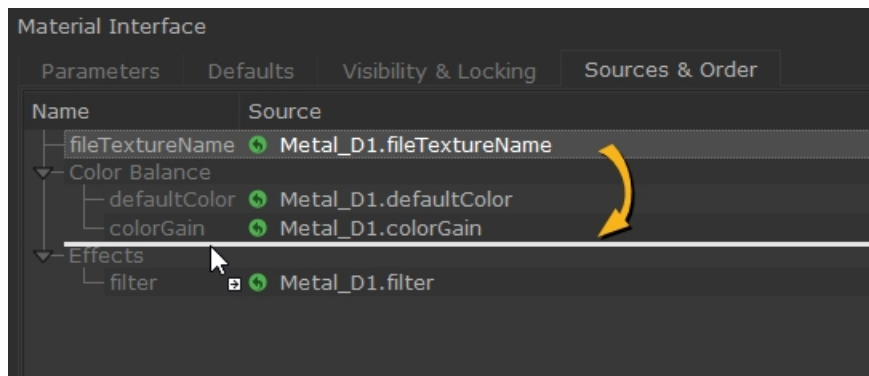 Material Interface
Parameters Defaults Visibility & Locking Sources & Order
Name Source
fileTextureName Metal_D1.fileTextureName
Color Balance
defaultColor Metal_D1.defaultColor
colorGain Metal_D1.colorGain
Effects
filter Metal_D1.filter